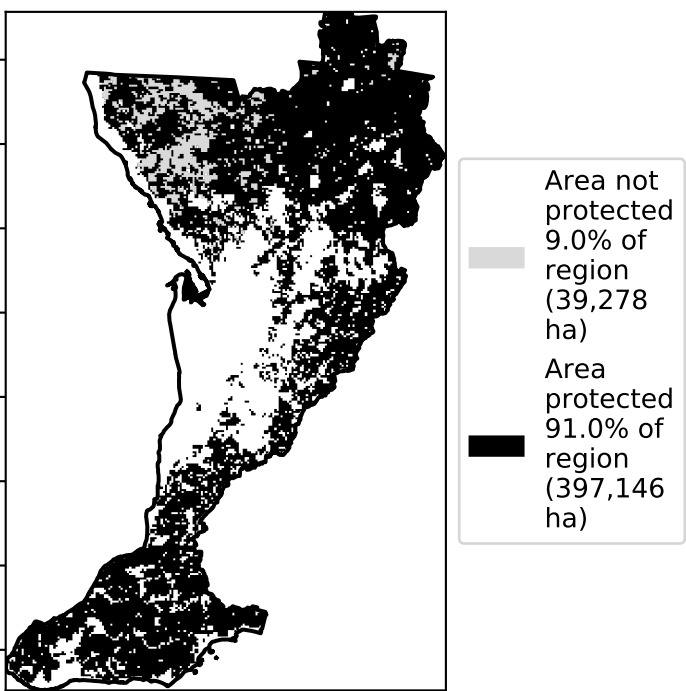 Area not
protected
9.0% of
region
(39,278
ha)
Area
protected
91.0% of
region
(397,146
ha)